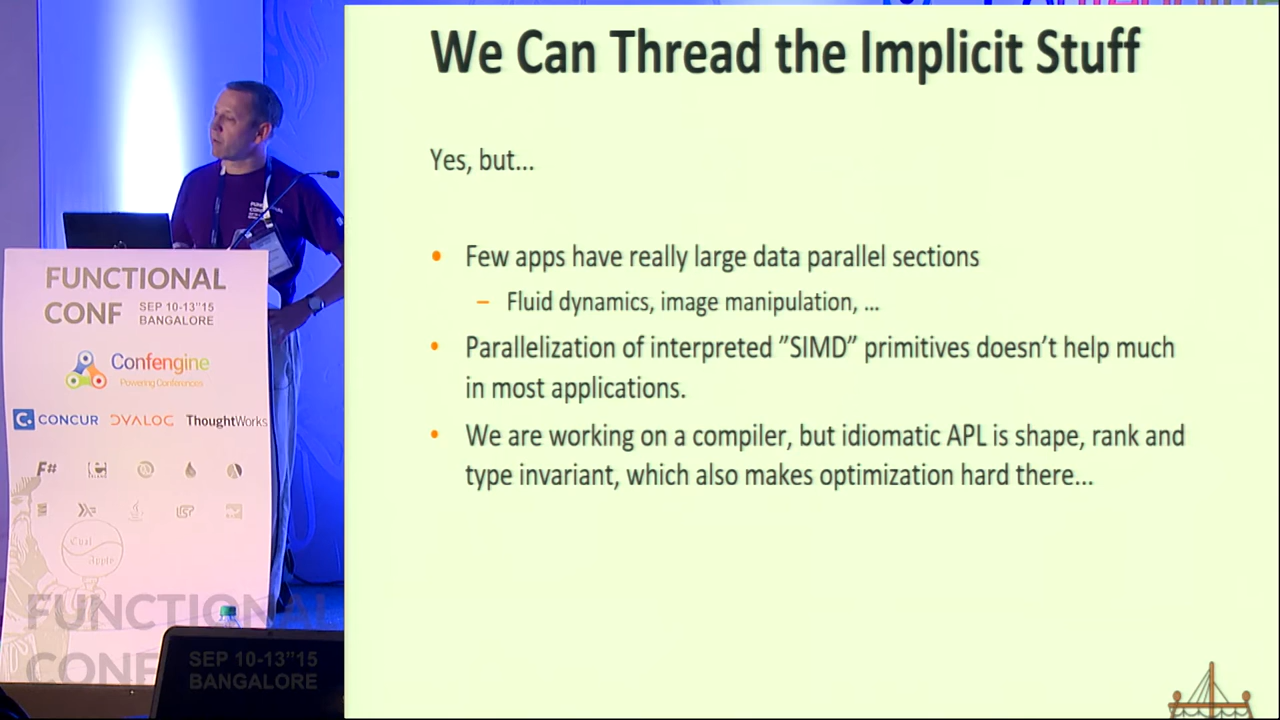 We Can Thread the Implicit Stuff
Yes, but...
• Few apps have really large data parallel sections
– Fluid dynamics, image manipulation, ...
• Parallelization of interpreted ”SIMD” primitives doesn’t help much
in most applications.
• We are working on a compiler, but idiomatic APL is shape, rank and
type invariant, which also makes optimization hard there...
FUNCTIONAL
CONF SEP 10-13”15
BANGALORE
Confengine
Powering Conferences
C. CONCUR DVALOC ThoughtWorks
F#
FUNCTIONAL
CONF SEP 10-13”15
BANGALORE